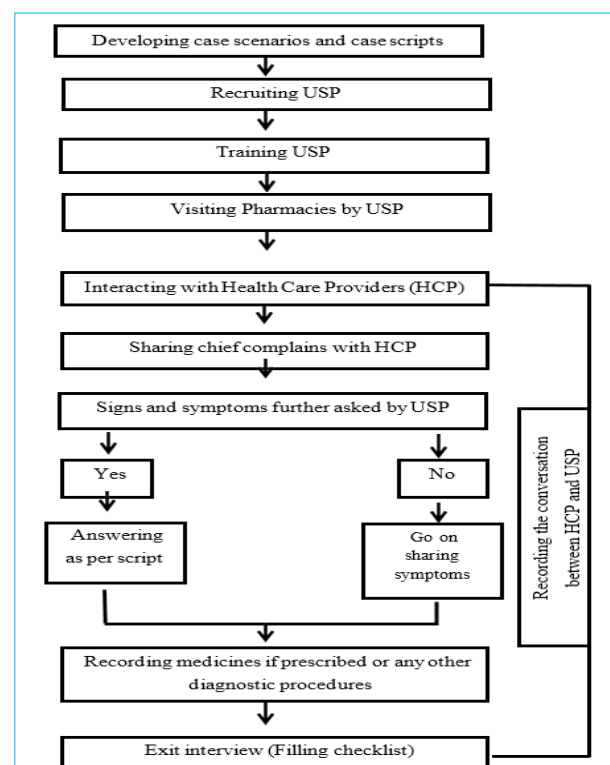 Developing case scenarios and case scripts
Recruiting USP
Training USP
Visiting Pharmacies by USP
Interacting with Health Care Providers (HCP)
Sharing chief complains with HCP
Signs and symptoms further asked by USP
Yes
No
Answering
as per script
Go on
sharing
symptoms
Recording the conversation
between HCP and USP
Recording medicines if prescribed or any other
diagnostic procedures
Exit interview (Filling checklist)